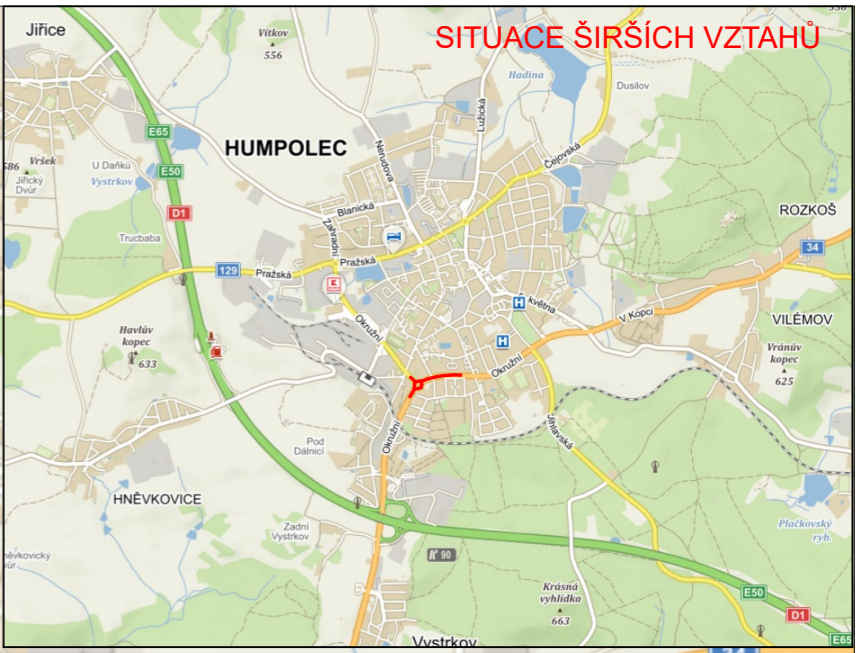 SITUACE ŠIRŠÍCH VZTAHŮ
Jiřice
Vítkov
556
Hadina
Dusilov
Lužická
E65
HUMPOLEC
Nerudova
Čejovská
Vršek
586
Jiřický
Dvůr
U Daňků
Vystrkov
E50
D1
Blanická
Zahradní
ROZKOŠ
Trucbaba
34
129
Pražská
Pražská
H
května
V Kopci
VILÉMOV
Havlův
kopec
633
Okružní
H
Okružní
Vránův
kopec
625
Okružní
Jihlavská
Pod
Dálnicí
HNĚVKOVICE
Zadní
Vystrkov
Plačkovský
ryb.
90
Krásná
vyhlídka
663
E50
D1
E65
Vystrkov